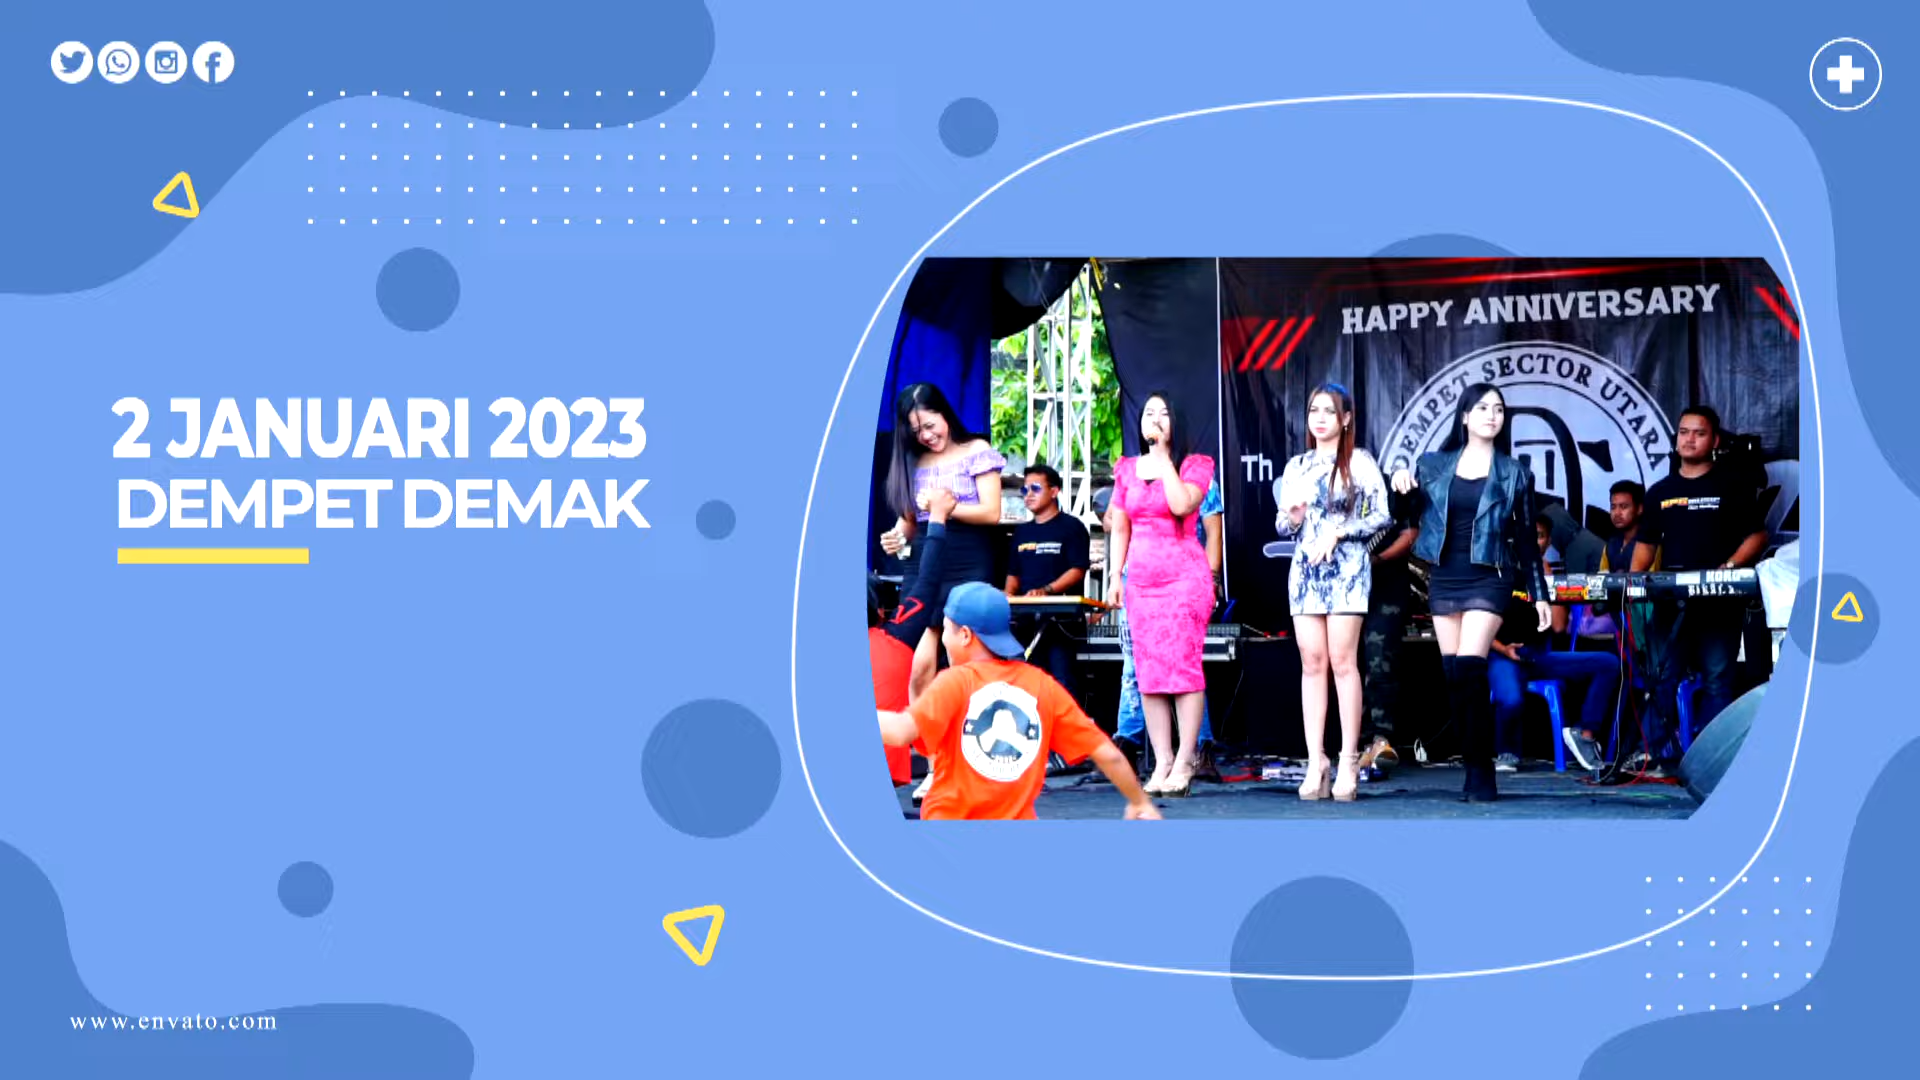 2 JANUARI 2023
DEMPET DEMAK
HAPPY ANNIVERSARY
DEMPET SECTOR UTARA
Th
KORG
www.envato.com